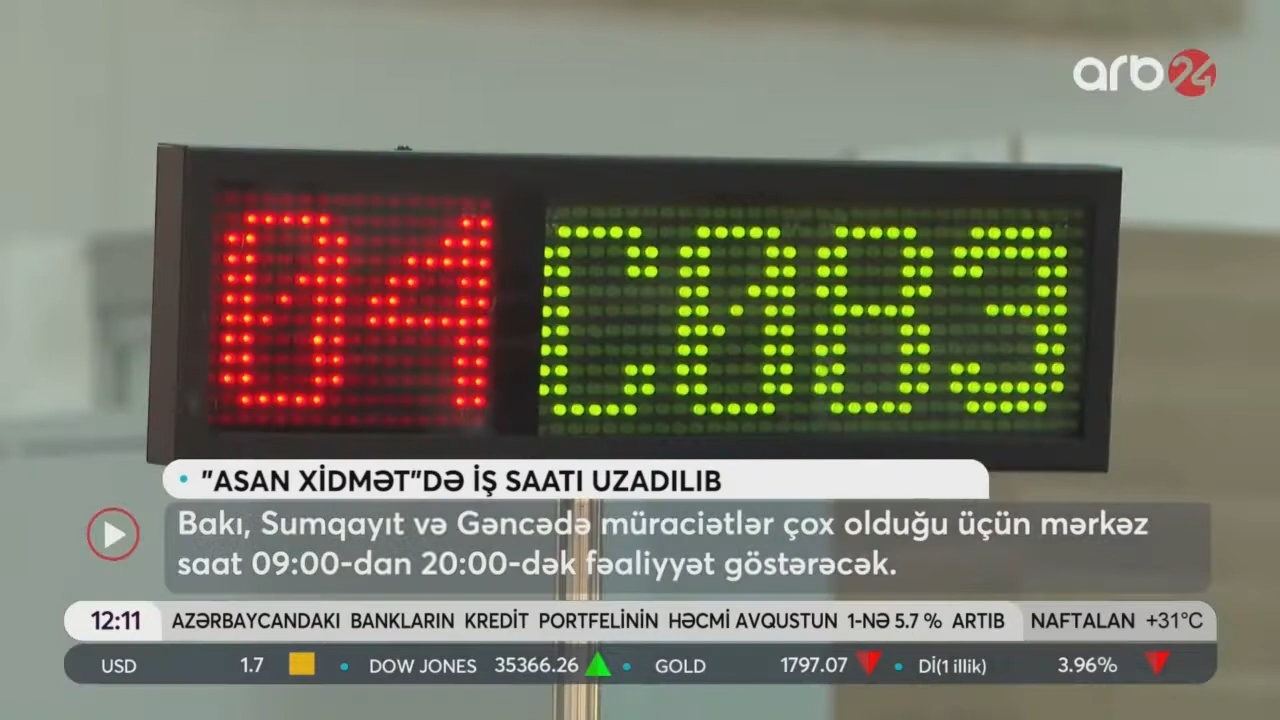 arb24
04 C083
"ASAN XİDMƏT"DƏ İŞ SAATI UZADILIB
Bakı, Sumqayıt və Gəncədə müraciətlər çox olduğu üçün mərkəz
saat 09:00-dan 20:00-dək fəaliyyət göstərəcək.
12:11 AZƏRBAYCANDAKI BANKLARIN KREDİT PORTFELİNİN HƏCMİ AVQUSTUN 1-NƏ 5.7 % ARTIB NAFTALAN +31°C
USD 1.7 DOW JONES 35366.26 GOLD 1797.07 Dİ(1 illik) 3.96%